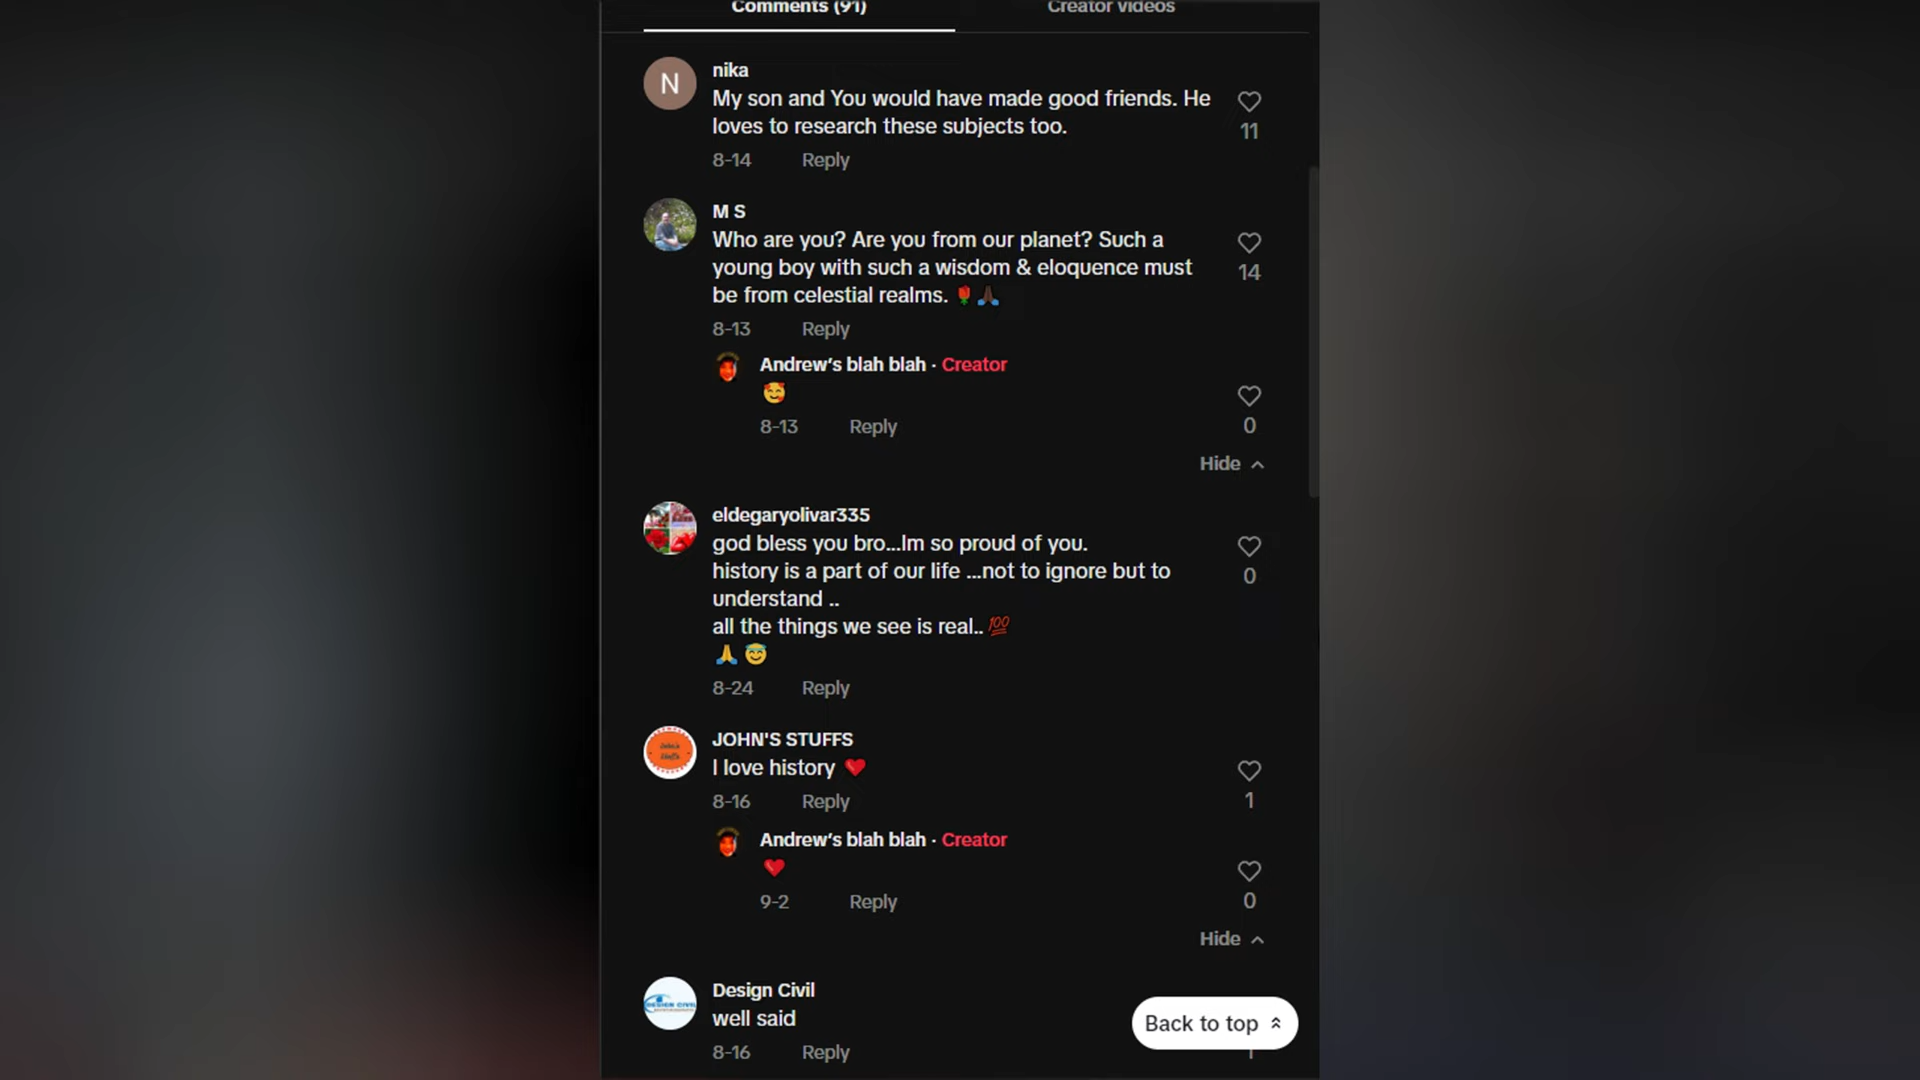 Comments (91)
Creator videos
N
nika
My son and You would have made good friends. He
loves to research these subjects too.
11
8-14 Reply
M S
Who are you? Are you from our planet? Such a
young boy with such a wisdom & eloquence must
be from celestial realms. 🌹🙏🏿
14
8-13 Reply
Andrew's blah blah · Creator
🥰
8-13 Reply
0
Hide
eldegaryolivar335
god bless you bro...Im so proud of you.
history is a part of our life ...not to ignore but to
understand ..
all the things we see is real.. 💯
🙏 😇
0
8-24 Reply
JOHN'S STUFFS
I love history ❤️
8-16 Reply
1
Andrew's blah blah · Creator
❤️
9-2 Reply
0
Hide
Design Civil
well said
Back to top
8-16 Reply